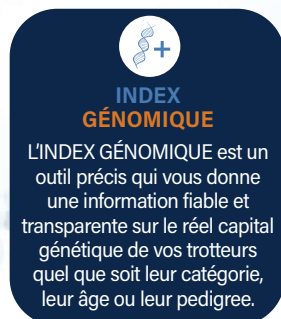 +
INDEX
GÉNOMIQUE
L'INDEX GÉNOMIQUE est un
outil précis qui vous donne
une information fiable et
transparente sur le réel capital
génétique de vos trotteurs
quel que soit leur catégorie,
leur âge ou leur pedigree.